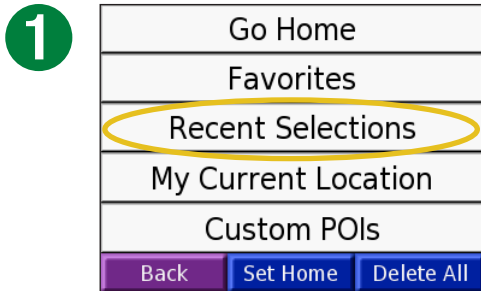 1
Go Home
Favorites
Recent Selections
My Current Location
Custom POIs
Back Set Home Delete All